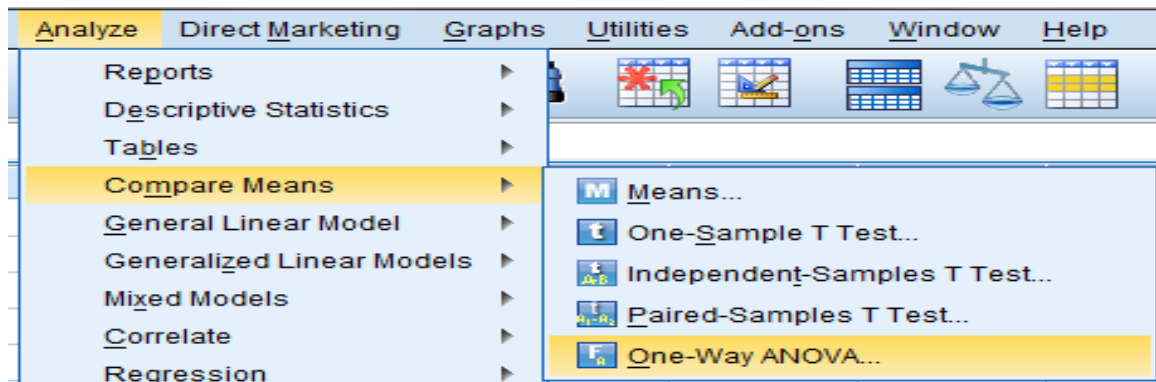 Analyze Direct Marketing Graphs Utilities Add-ons Window Help
Reports
Descriptive Statistics
Tables
Compare Means
General Linear Model
Generalized Linear Models
Mixed Models
Correlate
Regression
M Means...
t One-Sample T Test...
Independent-Samples T Test...
Paired-Samples T Test...
One-Way ANOVA...